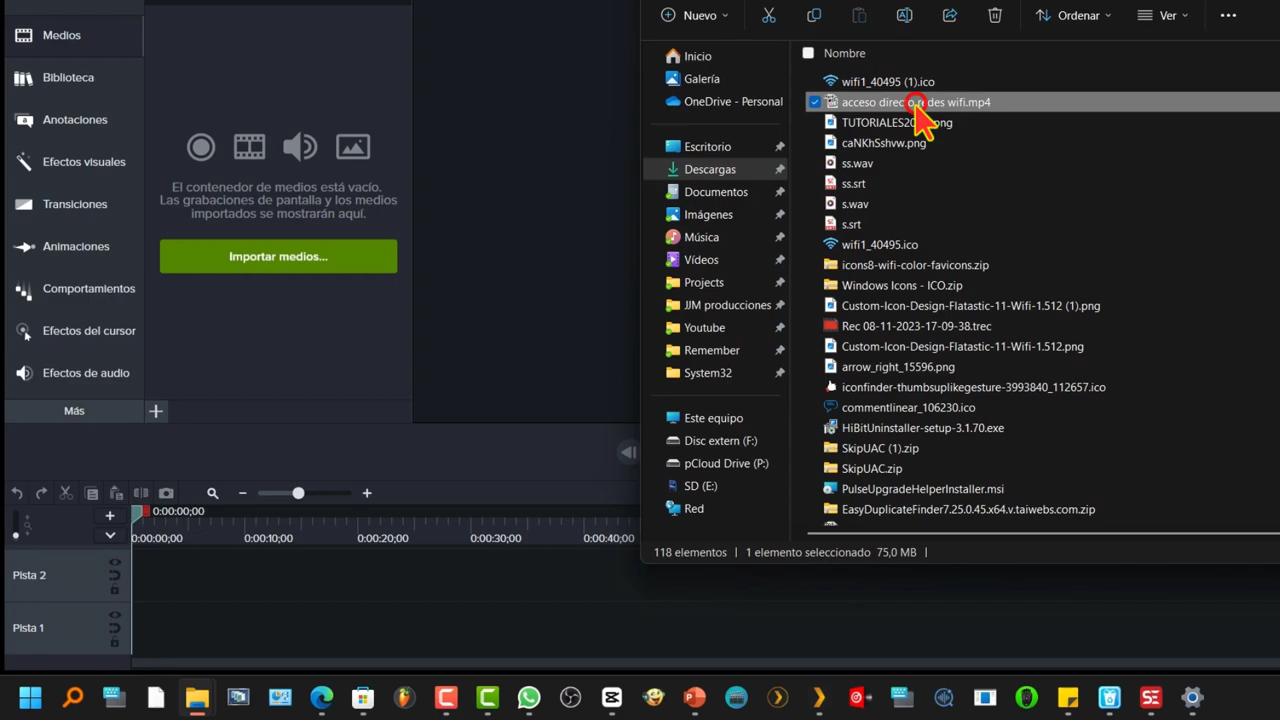 Medios
Biblioteca
Anotaciones
Efectos visuales
Transiciones
Animaciones
Comportamientos
Efectos del cursor
Efectos de audio
Más
El contenedor de medios está vacío.
Las grabaciones de pantalla y los medios
importados se mostrarán aquí.
Importar medios...
Nuevo
Ordenar
Ver
Inicio
Galería
OneDrive - Personal
Escritorio
Descargas
Documentos
Imágenes
Música
Vídeos
Projects
JJM producciones
Youtube
Remember
System32
Este equipo
Disc extern (F:)
pCloud Drive (P:)
SD (E:)
Red
Nombre
wifi1_40495 (1).ico
acceso directo redes wifi.mp4
caNKhSshvw.png
ss.wav
ss.srt
s.wav
s.srt
wifi1_40495.ico
icons8-wifi-color-favicons.zip
Windows Icons - ICO.zip
Custom-Icon-Design-Flatastic-11-Wifi-1.512 (1).png
Rec 08-11-2023-17-09-38.trec
Custom-Icon-Design-Flatastic-11-Wifi-1.512.png
arrow_right_15596.png
iconfinder-thumbsuplikegesture-3993840_112657.ico
commentlinear_106230.ico
HiBitUninstaller-setup-3.1.70.exe
SkipUAC (1).zip
SkipUAC.zip
PulseUpgradeHelperInstaller.msi
EasyDuplicateFinder7.25.0.45.x64.v.taiwebs.com.zip
118 elementos
1 elemento seleccionado 75,0 MB
0:00:00;00
0:00:00;00
0:00:10;00
0:00:20;00
0:00:30;00
0:00:40;00
Pista 2
Pista 1